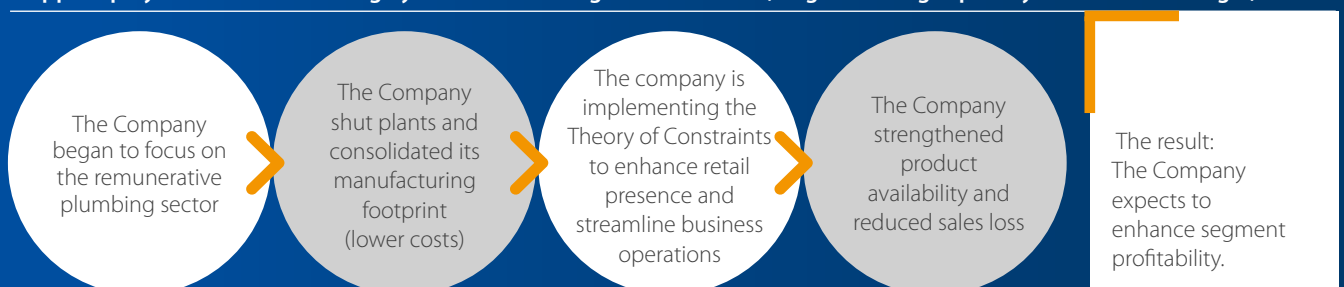 The Company
began to focus on
the remunerative
plumbing sector
The Company
shut plants and
consolidated its
manufacturing
footprint
(lower costs)
The company is
implementing the
Theory of Constraints
to enhance retail
presence and
streamline business
operations
The Company
strengthened
product
availability and
reduced sales loss
The result:
The Company
expects to
enhance segment
profitability.